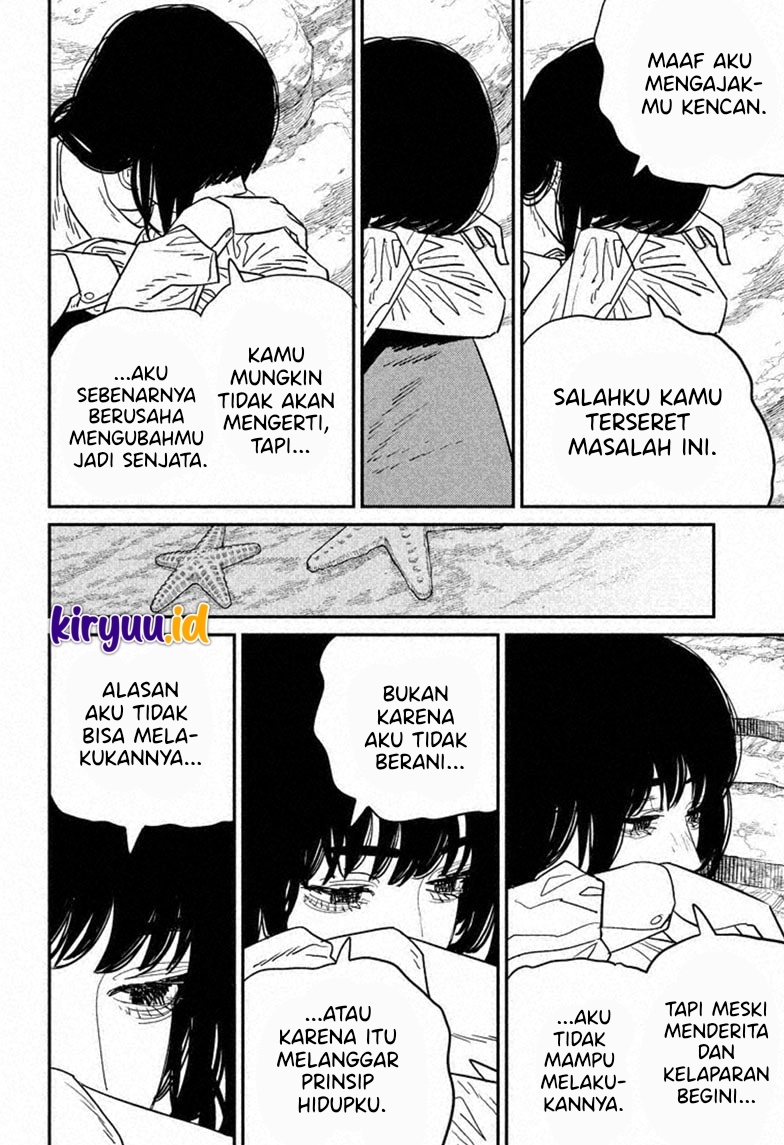 MAAF AKU
MENGAJAK-
MU KENCAN.
SALAHKU KAMU
TERSERET
MASALAH INI.
KAMU
MUNGKIN
TIDAK AKAN
MENGERTI,
TAPI...
...AKU
SEBENARNYA
BERUSAHA
MENGUBAHMU
JADI SENJATA.
kiryuu.id
TAPI MESKI
MENDERITA
DAN
KELAPARAN
BEGINI...
...AKU
TIDAK
MAMPU
MELAKU-
KANNYA.
BUKAN
KARENA
AKU TIDAK
BERANI...
...ATAU
KARENA ITU
MELANGGAR
PRINSIP
HIDUPKU.
ALASAN
AKU TIDAK
BISA MELA-
KUKANNYA...